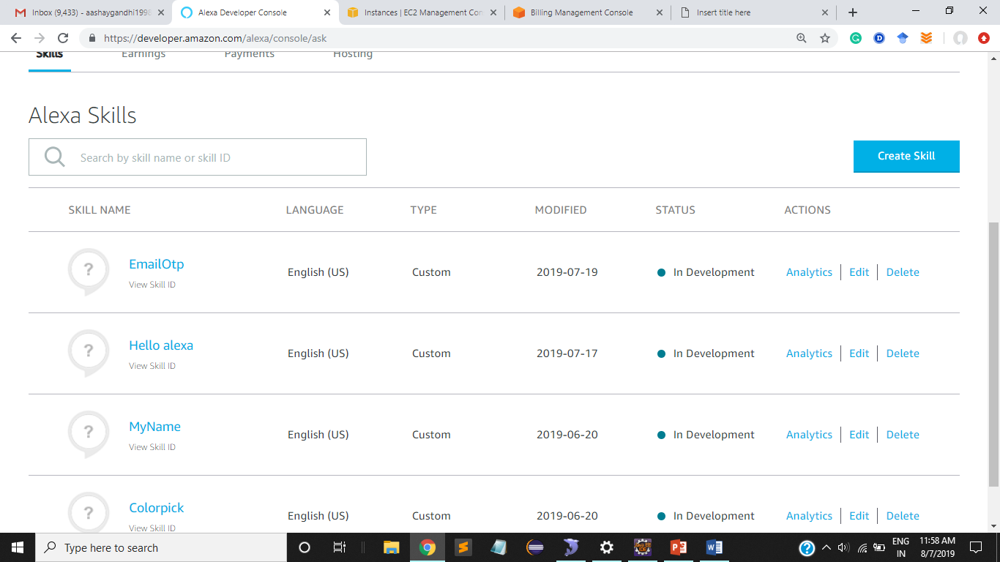 Inbox (9,433) - aashaygandhi1998
Alexa Developer Console
Instances | EC2 Management Con
Billing Management Console
Insert title here
https://developer.amazon.com/alexa/console/ask
Skills Earnings Payments Hosting
Alexa Skills
Search by skill name or skill ID
Create Skill
SKILL NAME LANGUAGE TYPE MODIFIED STATUS ACTIONS
? EmailOtp English (US) Custom 2019-07-19 In Development Analytics Edit Delete
View Skill ID
? Hello alexa English (US) Custom 2019-07-17 In Development Analytics Edit Delete
View Skill ID
? MyName English (US) Custom 2019-06-20 In Development Analytics Edit Delete
View Skill ID
? Colorpick English (US) Custom 2019-06-20 In Development Analytics Edit Delete
View Skill ID
Type here to search
ENG
IN
11:58 AM
8/7/2019